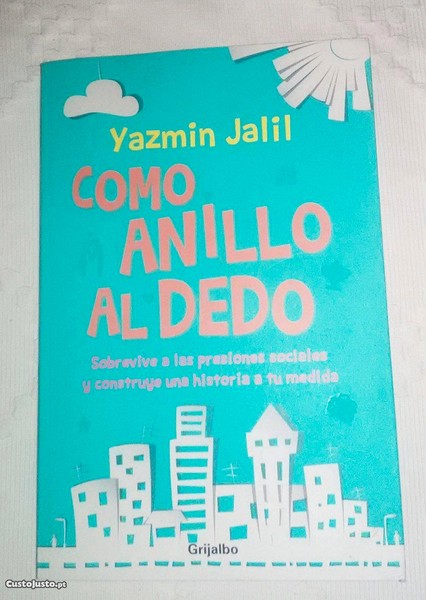 Yazmin Jalil
COMO
ANILLO
AL DEDO
Sobrevive a las presiones sociales
y construye una historia a tu medida
Grijalbo
CustoJusto.pt